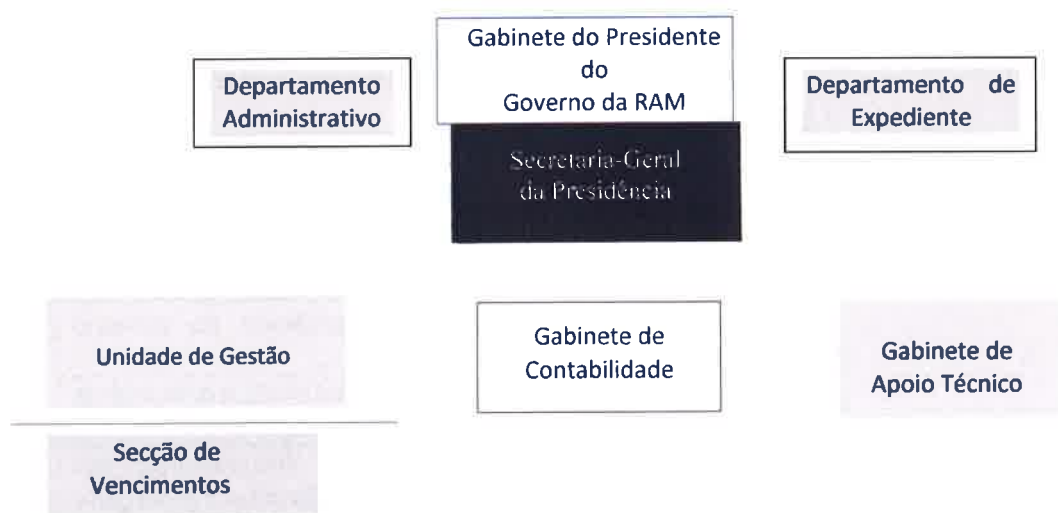 Gabinete do Presidente
do
Governo da RAM
Departamento
Administrativo
Departamento de
Expediente
Secretaria-Geral
da Presidência
Unidade de Gestão
Gabinete de
Contabilidade
Gabinete de
Apoio Técnico
Secção de
Vencimentos